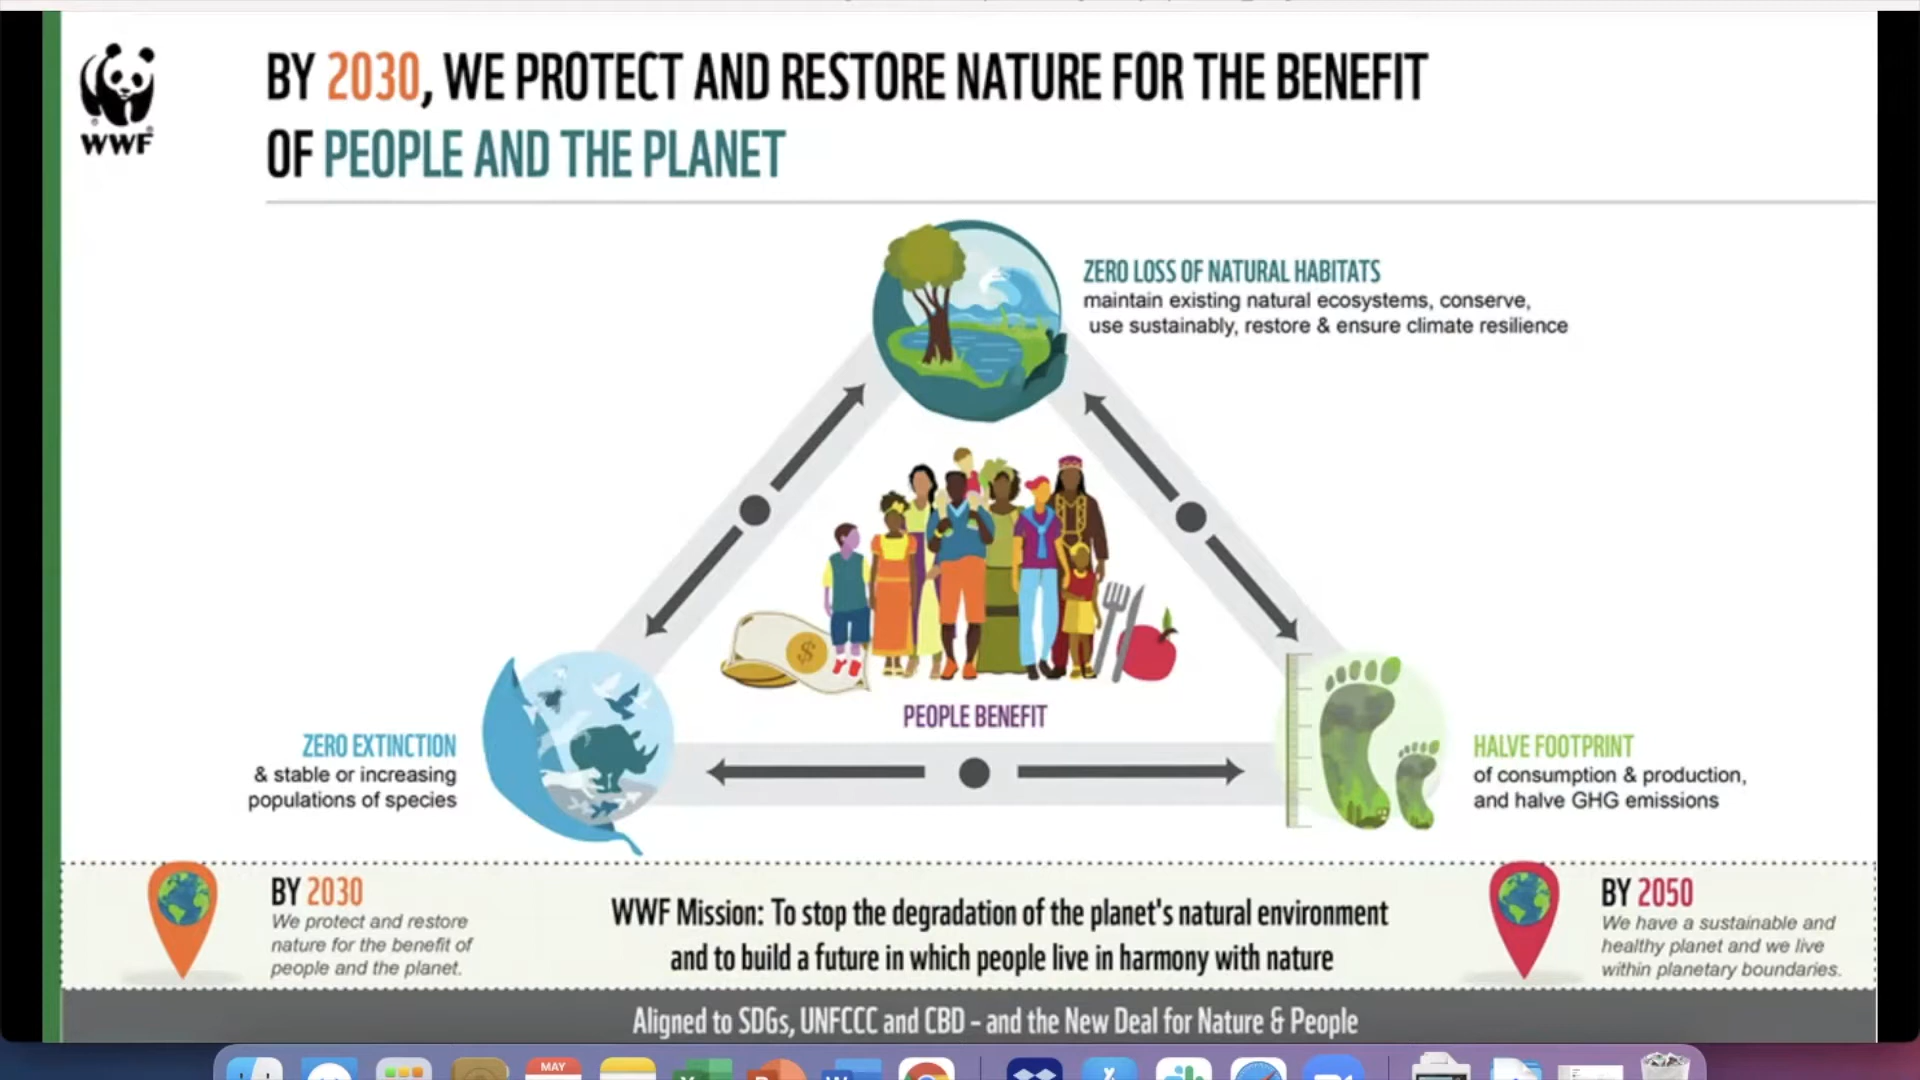 WWF
BY 2030, WE PROTECT AND RESTORE NATURE FOR THE BENEFIT
OF PEOPLE AND THE PLANET
ZERO LOSS OF NATURAL HABITATS
maintain existing natural ecosystems, conserve,
use sustainably, restore & ensure climate resilience
$
PEOPLE BENEFIT
ZERO EXTINCTION
& stable or increasing
populations of species
HALVE FOOTPRINT
of consumption & production,
and halve GHG emissions
BY 2030
We protect and restore
nature for the benefit of
people and the planet.
WWF Mission: To stop the degradation of the planet's natural environment
and to build a future in which people live in harmony with nature
BY 2050
We have a sustainable and
healthy planet and we live
within planetary boundaries.
Aligned to SDGs, UNFCCC and CBD – and the New Deal for Nature & People
MAY